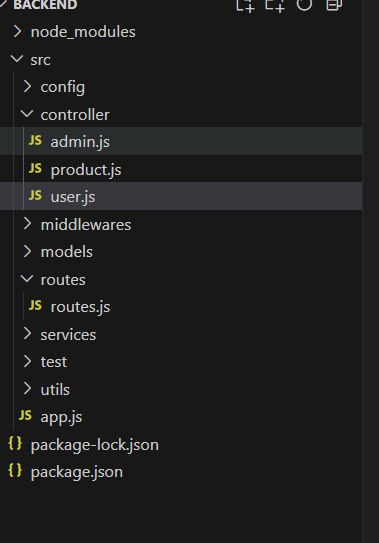 BACKEND
node_modules
src
config
controller
JS admin.js
JS product.js
JS user.js
middlewares
models
routes
JS routes.js
services
test
utils
JS app.js
{} package-lock.json
{} package.json